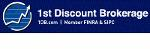 1st Discount Brokerage
1DB.com | Member FINRA & SIPC